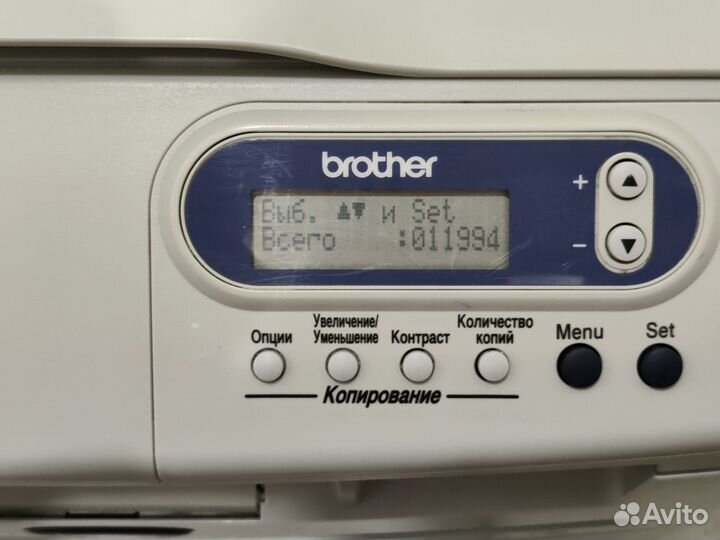 brother
Выб. ▲▼ и Set
Всего :011994
+
−
Опции
Увеличение/
Уменьшение
Контраст
Количество
копий
Menu
Set
Копирование
Avito